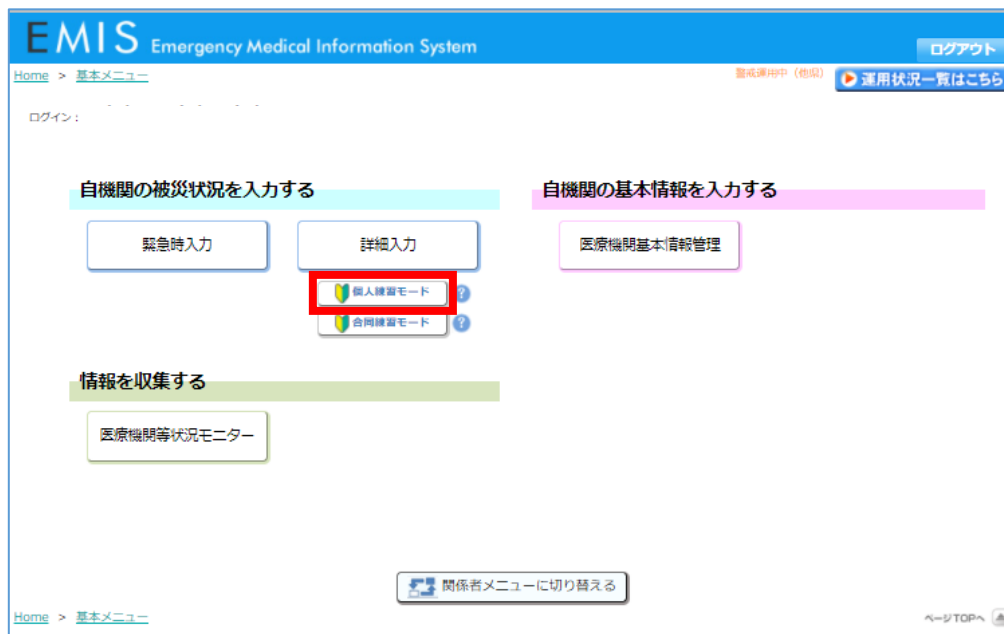 EMIS Emergency Medical Information System
ログアウト
Home > 基本メニュー
警戒運用中（他県）
運用状況一覧はこちら
ログイン：
自機関の被災状況を入力する
自機関の基本情報を入力する
緊急時入力
詳細入力
医療機関基本情報管理
個人練習モード ?
合同練習モード ?
情報を収集する
医療機関等状況モニター
関係者メニューに切り替える
Home > 基本メニュー
ページTOPへ